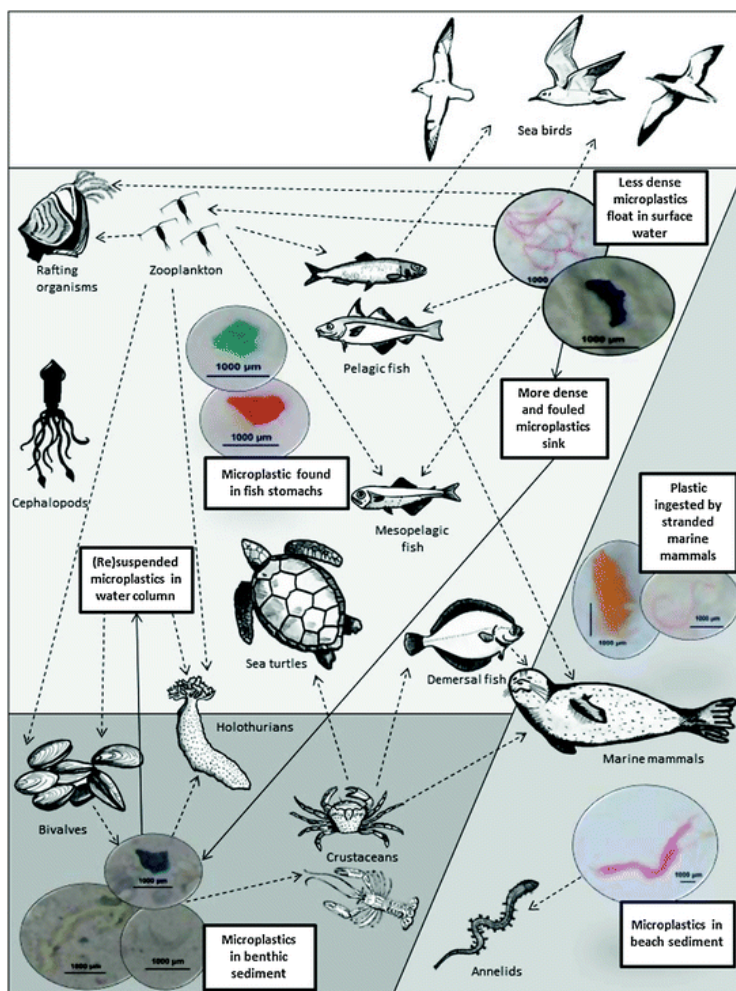 Sea birds
Less dense
microplastics
float in surface
water
Rafting
organisms
Zooplankton
1000 µm
1000 µm
1000 µm
Pelagic fish
1000 µm
More dense
and fouled
microplastics
sink
Microplastic found
in fish stomachs
Cephalopods
Mesopelagic
fish
Plastic
ingested by
stranded
marine
mammals
(Re)suspended
microplastics in
water column
1000 µm
1000 µm
Sea turtles
Demersal fish
Holothurians
Marine mammals
Bivalves
Crustaceans
1000 µm
1000 µm
1000 µm
1000 µm
Microplastics
in benthic
sediment
Annelids
Microplastics in
beach sediment